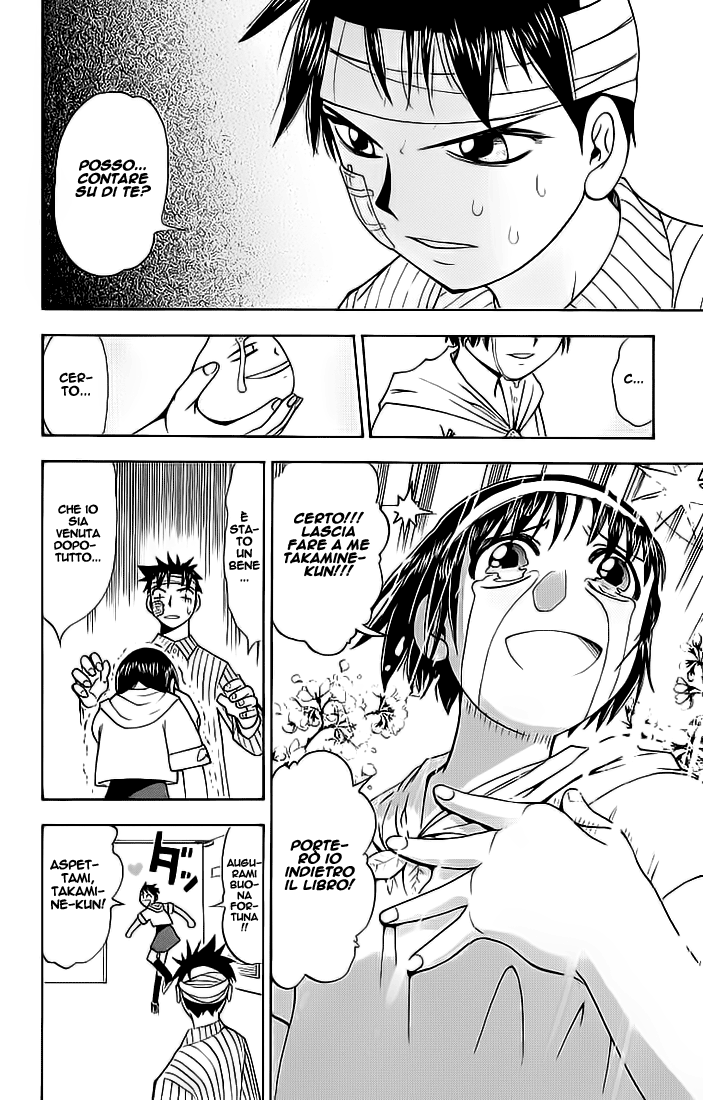 POSSO...
CONTARE
SU DI TE?
C...
CER-
TO...
CERTO!!!
LASCIA
FARE A ME
TAKAMINE-
KUN!!!
PORTE-
RÒ IO
INDIETRO
IL LIBRO!
È
STA-
TO
UN
BENE
...
CHE IO
SIA
VENUTA
DOPO-
TUTTO...
AUGU-
RAMI
BUO-
NA
FOR-
TUNA
!!
ダッ
ASPET-
TAMI,
TAKAMI-
NE-KUN!